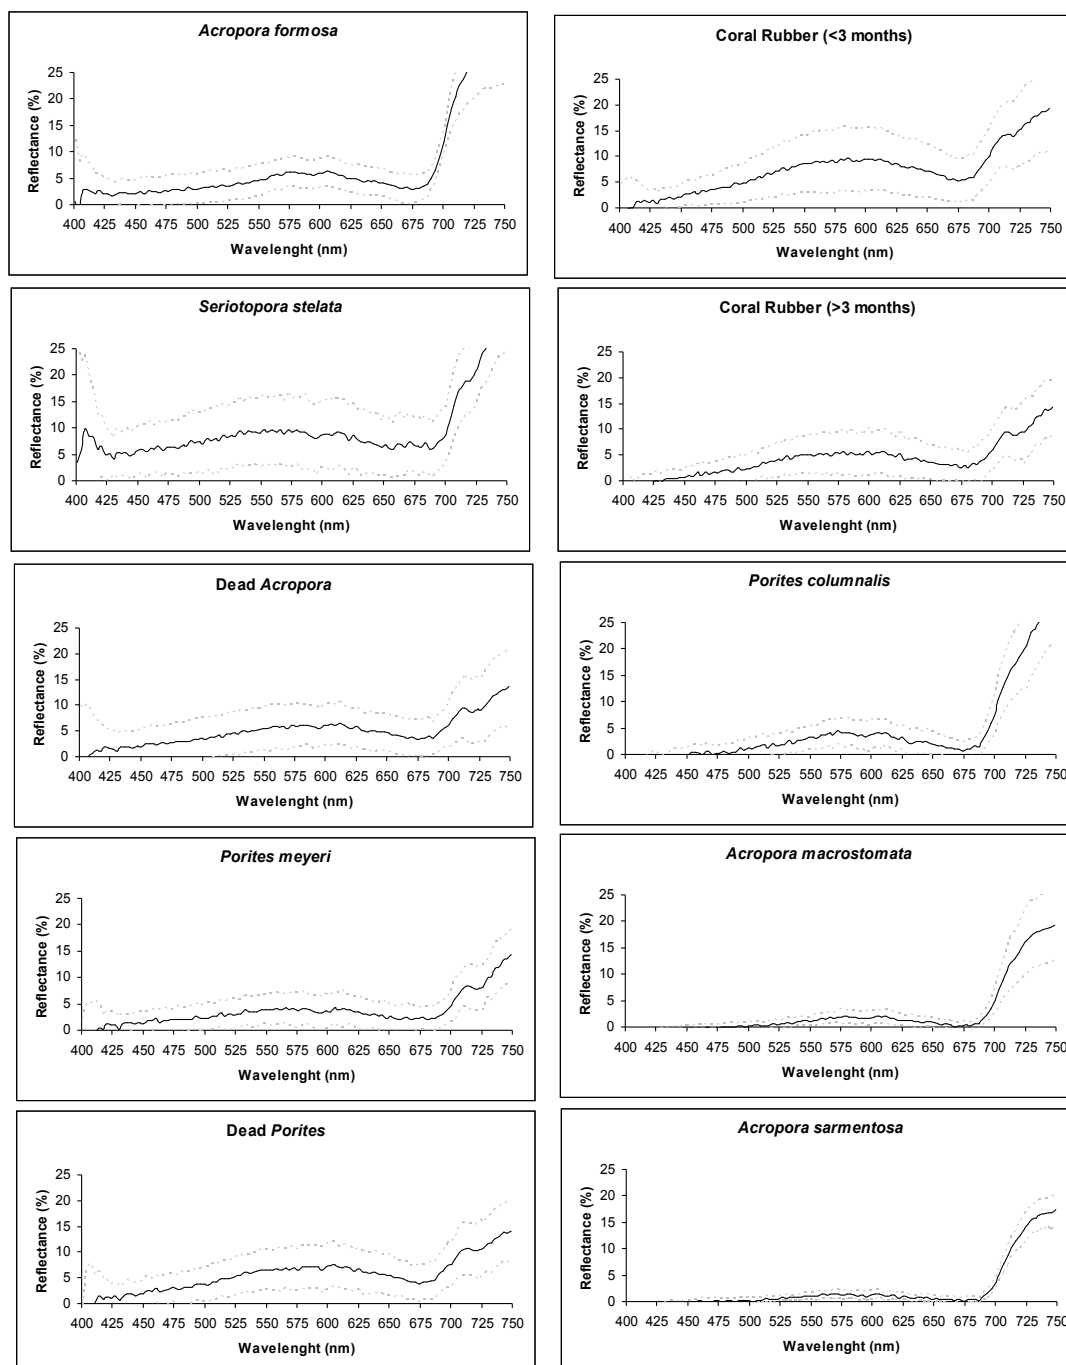 Acropora formosa
Reflectance (%)
25
20
15
10
5
0
400 425 450 475 500 525 550 575 600 625 650 675 700 725 750
Wavelenght (nm)
Coral Rubber (<3 months)
Reflectance (%)
25
20
15
10
5
0
400 425 450 475 500 525 550 575 600 625 650 675 700 725 750
Wavelenght (nm)
Seriotopora stelata
Reflectance (%)
25
20
15
10
5
0
400 425 450 475 500 525 550 575 600 625 650 675 700 725 750
Wavelenght (nm)
Coral Rubber (>3 months)
Reflectance (%)
25
20
15
10
5
0
400 425 450 475 500 525 550 575 600 625 650 675 700 725 750
Wavelenght (nm)
Dead Acropora
Reflectance (%)
25
20
15
10
5
0
400 425 450 475 500 525 550 575 600 625 650 675 700 725 750
Wavelenght (nm)
Porites columnalis
Reflectance (%)
25
20
15
10
5
0
400 425 450 475 500 525 550 575 600 625 650 675 700 725 750
Wavelenght (nm)
Porites meyeri
Reflectance (%)
25
20
15
10
5
0
400 425 450 475 500 525 550 575 600 625 650 675 700 725 750
Wavelenght (nm)
Acropora macrostomata
Reflectance (%)
25
20
15
10
5
0
400 425 450 475 500 525 550 575 600 625 650 675 700 725 750
Wavelenght (nm)
Dead Porites
Reflectance (%)
25
20
15
10
5
0
400 425 450 475 500 525 550 575 600 625 650 675 700 725 750
Wavelenght (nm)
Acropora sarmentosa
Reflectance (%)
25
20
15
10
5
0
400 425 450 475 500 525 550 575 600 625 650 675 700 725 750
Wavelenght (nm)